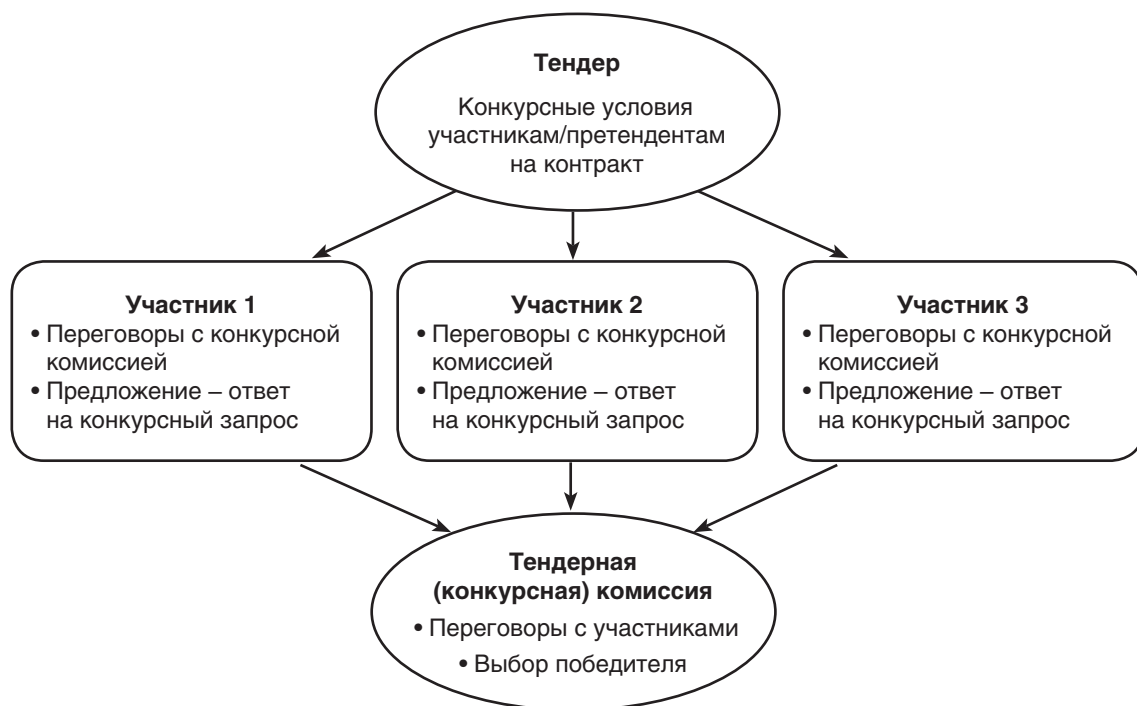 Тендер
Конкурсные условия
участникам/претендентам
на контракт
Участник 1
• Переговоры с конкурсной
комиссией
• Предложение – ответ
на конкурсный запрос
Участник 2
• Переговоры с конкурсной
комиссией
• Предложение – ответ
на конкурсный запрос
Участник 3
• Переговоры с конкурсной
комиссией
• Предложение – ответ
на конкурсный запрос
Тендерная
(конкурсная) комиссия
• Переговоры с участниками
• Выбор победителя